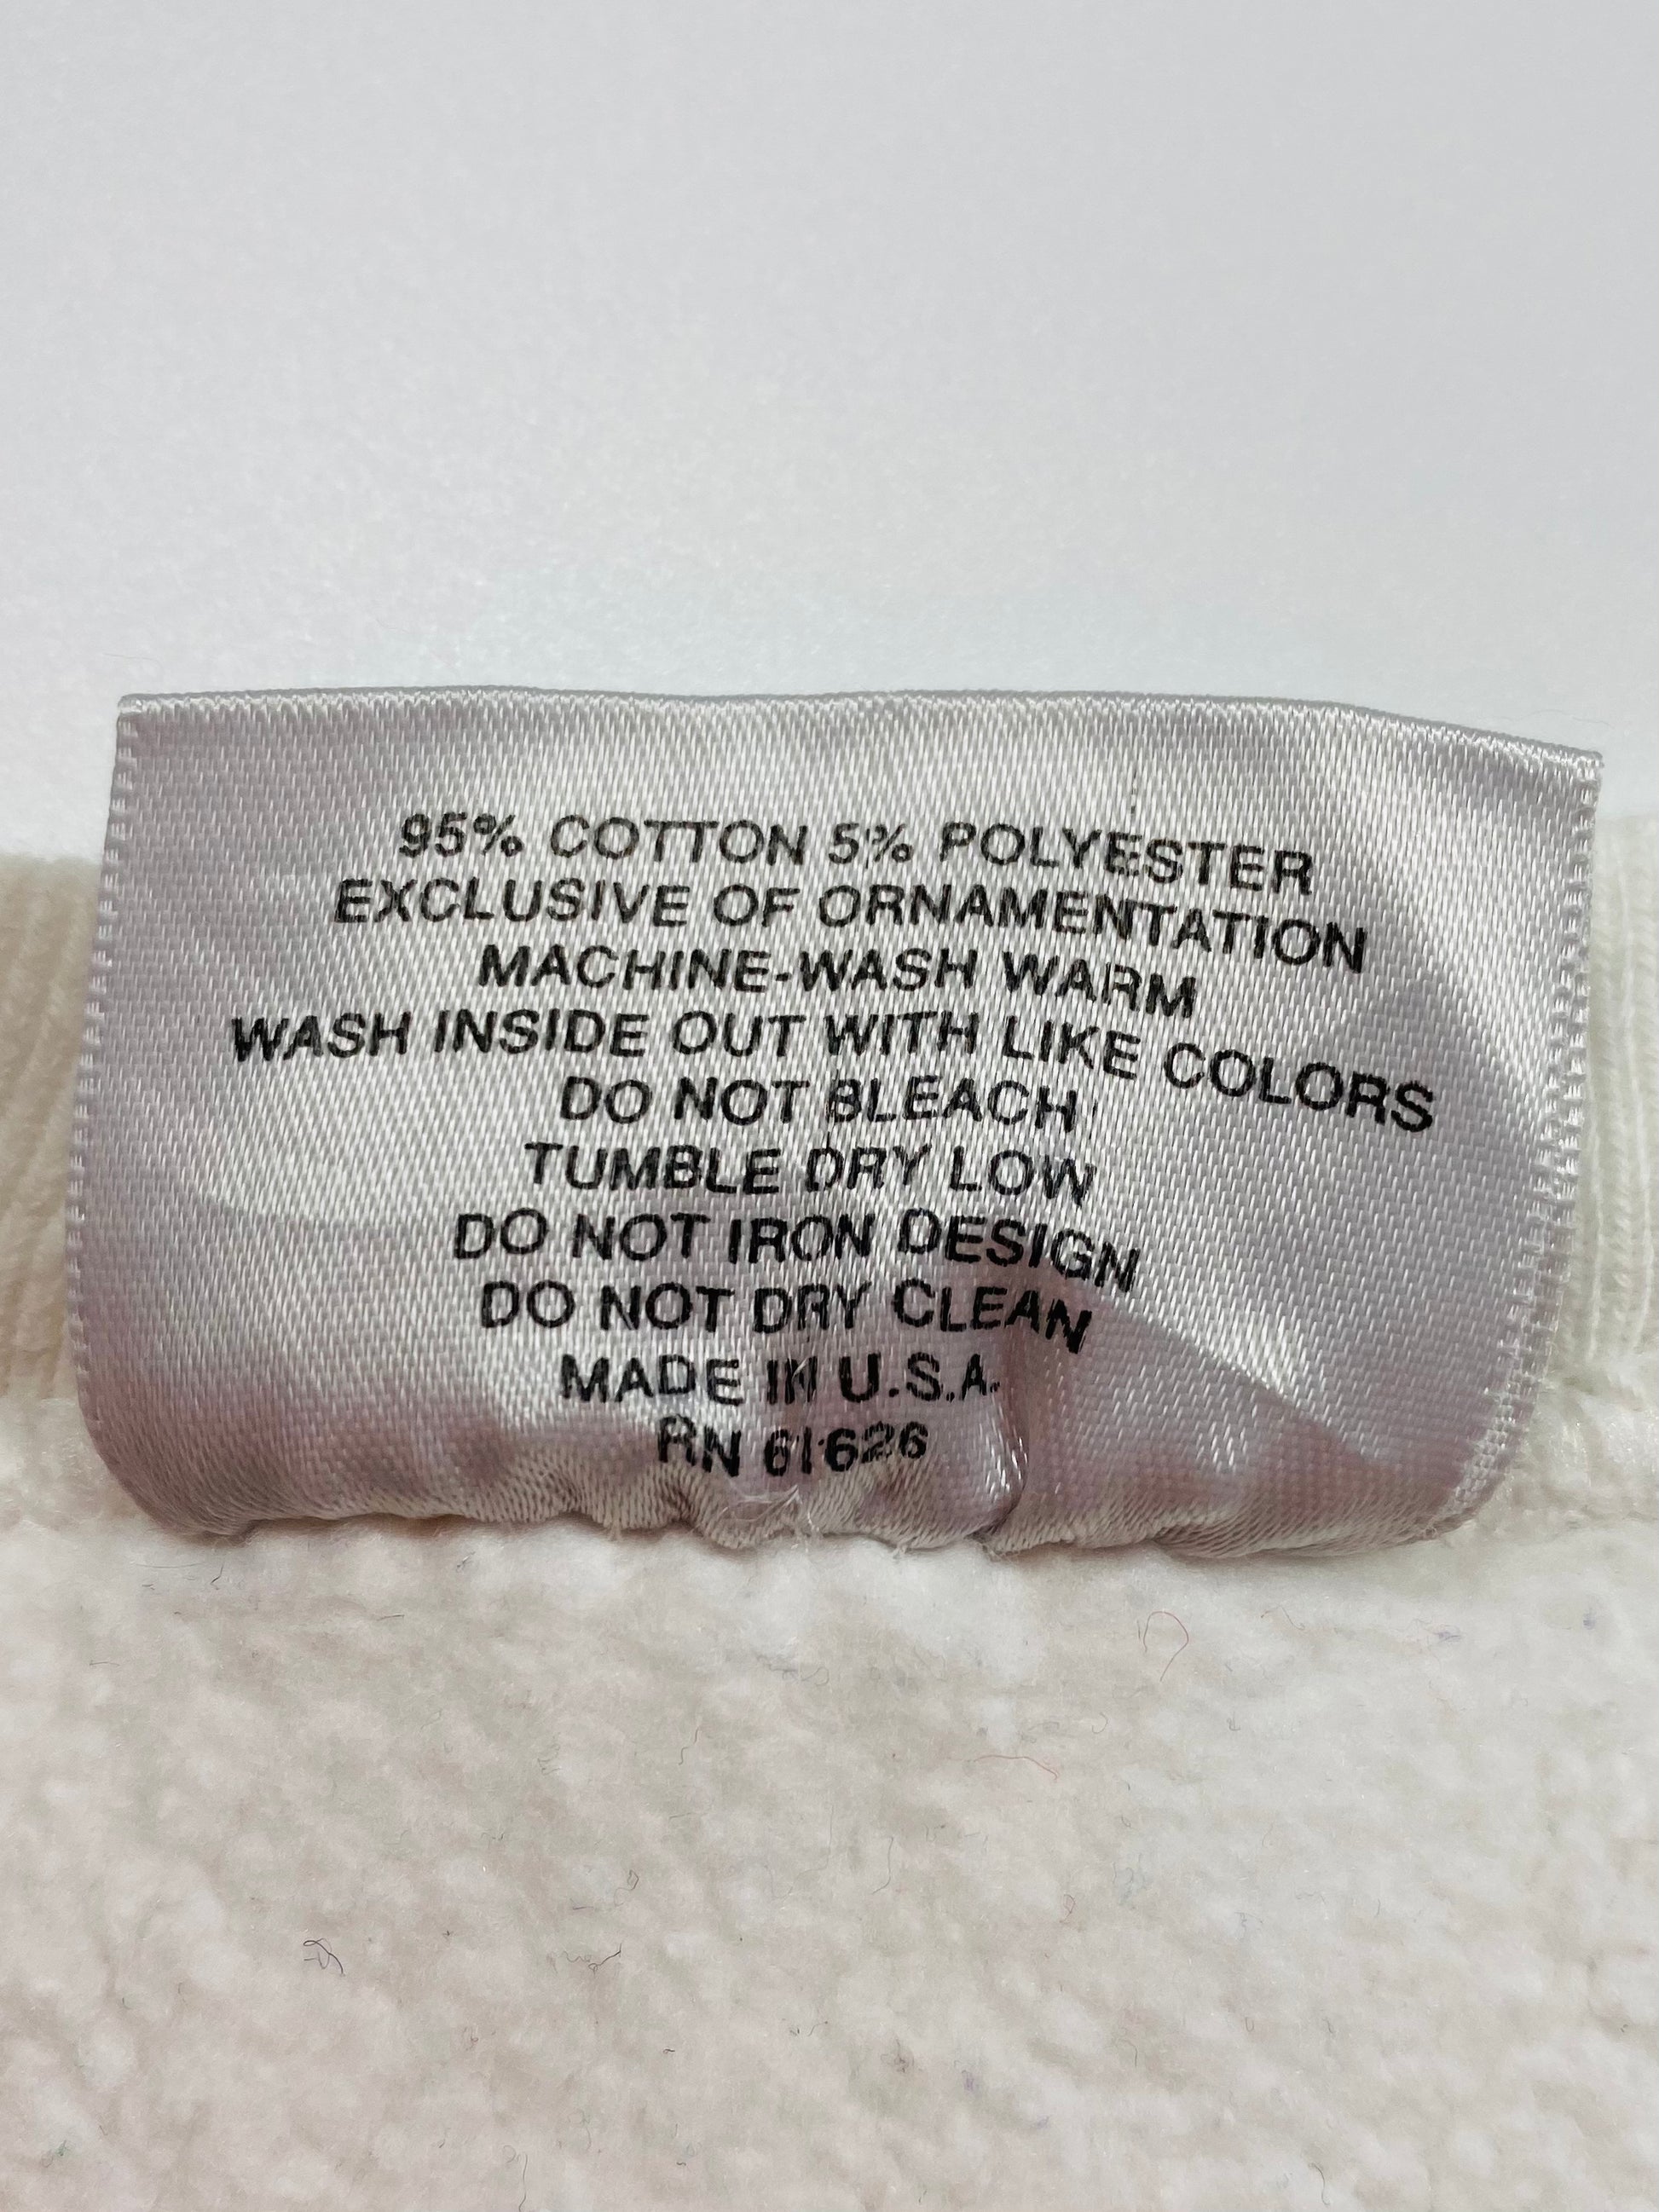 95% COTTON 5% POLYESTER
EXCLUSIVE OF ORNAMENTATION
MACHINE-WASH WARM
WASH INSIDE OUT WITH LIKE COLORS
DO NOT BLEACH
TUMBLE DRY LOW
DO NOT IRON DESIGN
DO NOT DRY CLEAN
MADE IN U.S.A.
RN 61626